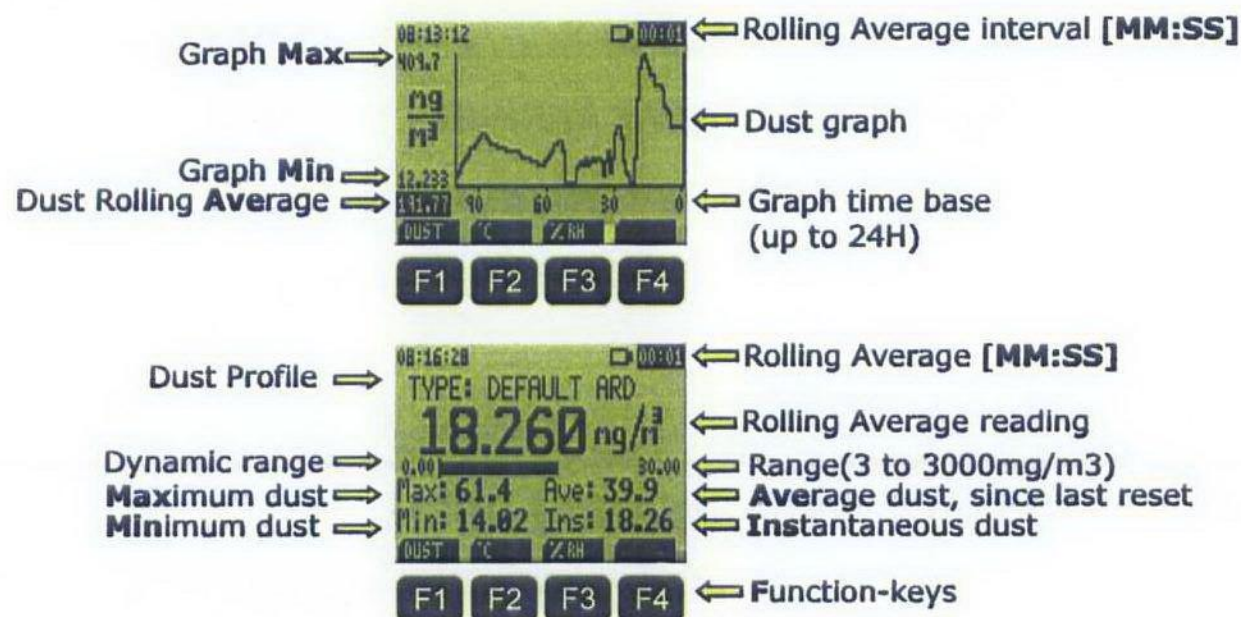 08:13:12 00:01 Rolling Average interval [MM:SS]
Graph Max 409.7
mg
m³
Dust graph
Graph Min 12.233
Dust Rolling Average 131.77 90 60 30 0 Graph time base
(up to 24H)
DUST °C %RH
F1 F2 F3 F4
08:16:28 00:01 Rolling Average [MM:SS]
Dust Profile TYPE: DEFAULT ARD
18.260 mg/m³ Rolling Average reading
Dynamic range 0.00 30.00 Range(3 to 3000mg/m3)
Maximum dust Max: 61.4 Ave: 39.9 Average dust, since last reset
Minimum dust Min: 14.02 Ins: 18.26 Instantaneous dust
DUST °C %RH
F1 F2 F3 F4 Function-keys